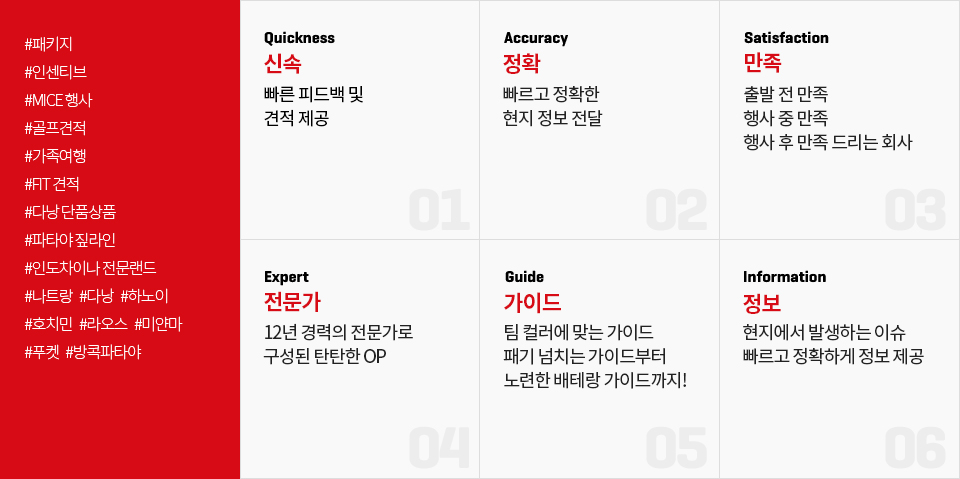 #패키지
#인센티브
#MICE 행사
#골프견적
#가족여행
#FIT 견적
#다낭 단품상품
#파타야 짚라인
#인도차이나 전문랜드
#나트랑 #다낭 #하노이
#호치민 #라오스 #미얀마
#푸켓 #방콕파타야
Quickness
신속
빠른 피드백 및
견적 제공
01
Accuracy
정확
빠르고 정확한
현지 정보 전달
02
Satisfaction
만족
출발 전 만족
행사 중 만족
행사 후 만족 드리는 회사
03
Expert
전문가
12년 경력의 전문가로
구성된 탄탄한 OP
04
Guide
가이드
팀 컬러에 맞는 가이드
패기 넘치는 가이드부터
노련한 배테랑 가이드까지!
05
Information
정보
현지에서 발생하는 이슈
빠르고 정확하게 정보 제공
06